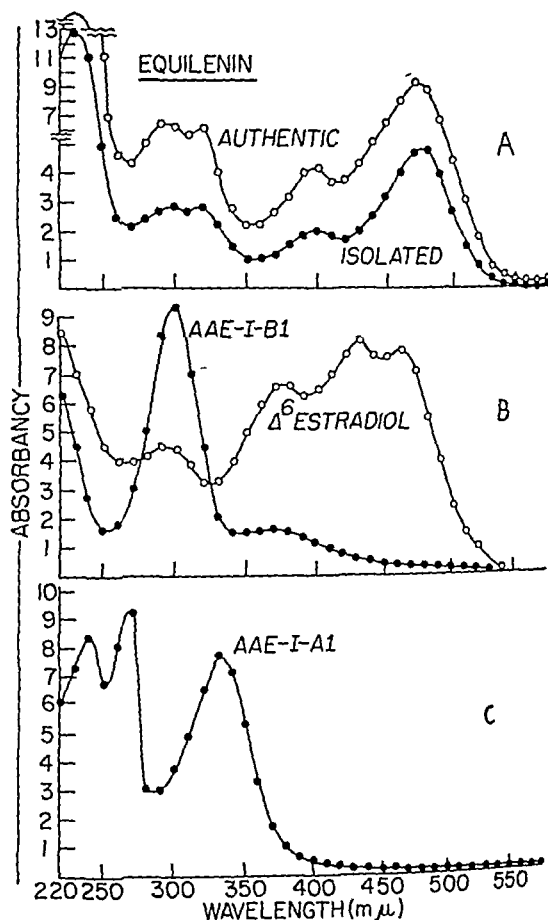 13
11
9
7
5
3
2
1
EQUILENIN
AUTHENTIC
ISOLATED
A
9
8
7
6
5
4
3
2
1
AAE-I-B1
Δ6 ESTRADIOL
B
ABSORBANCY
10
9
8
7
6
5
4
3
2
1
AAE-I-A1
C
220 250 300 350 400 450 500 550
WAVELENGTH (mμ)